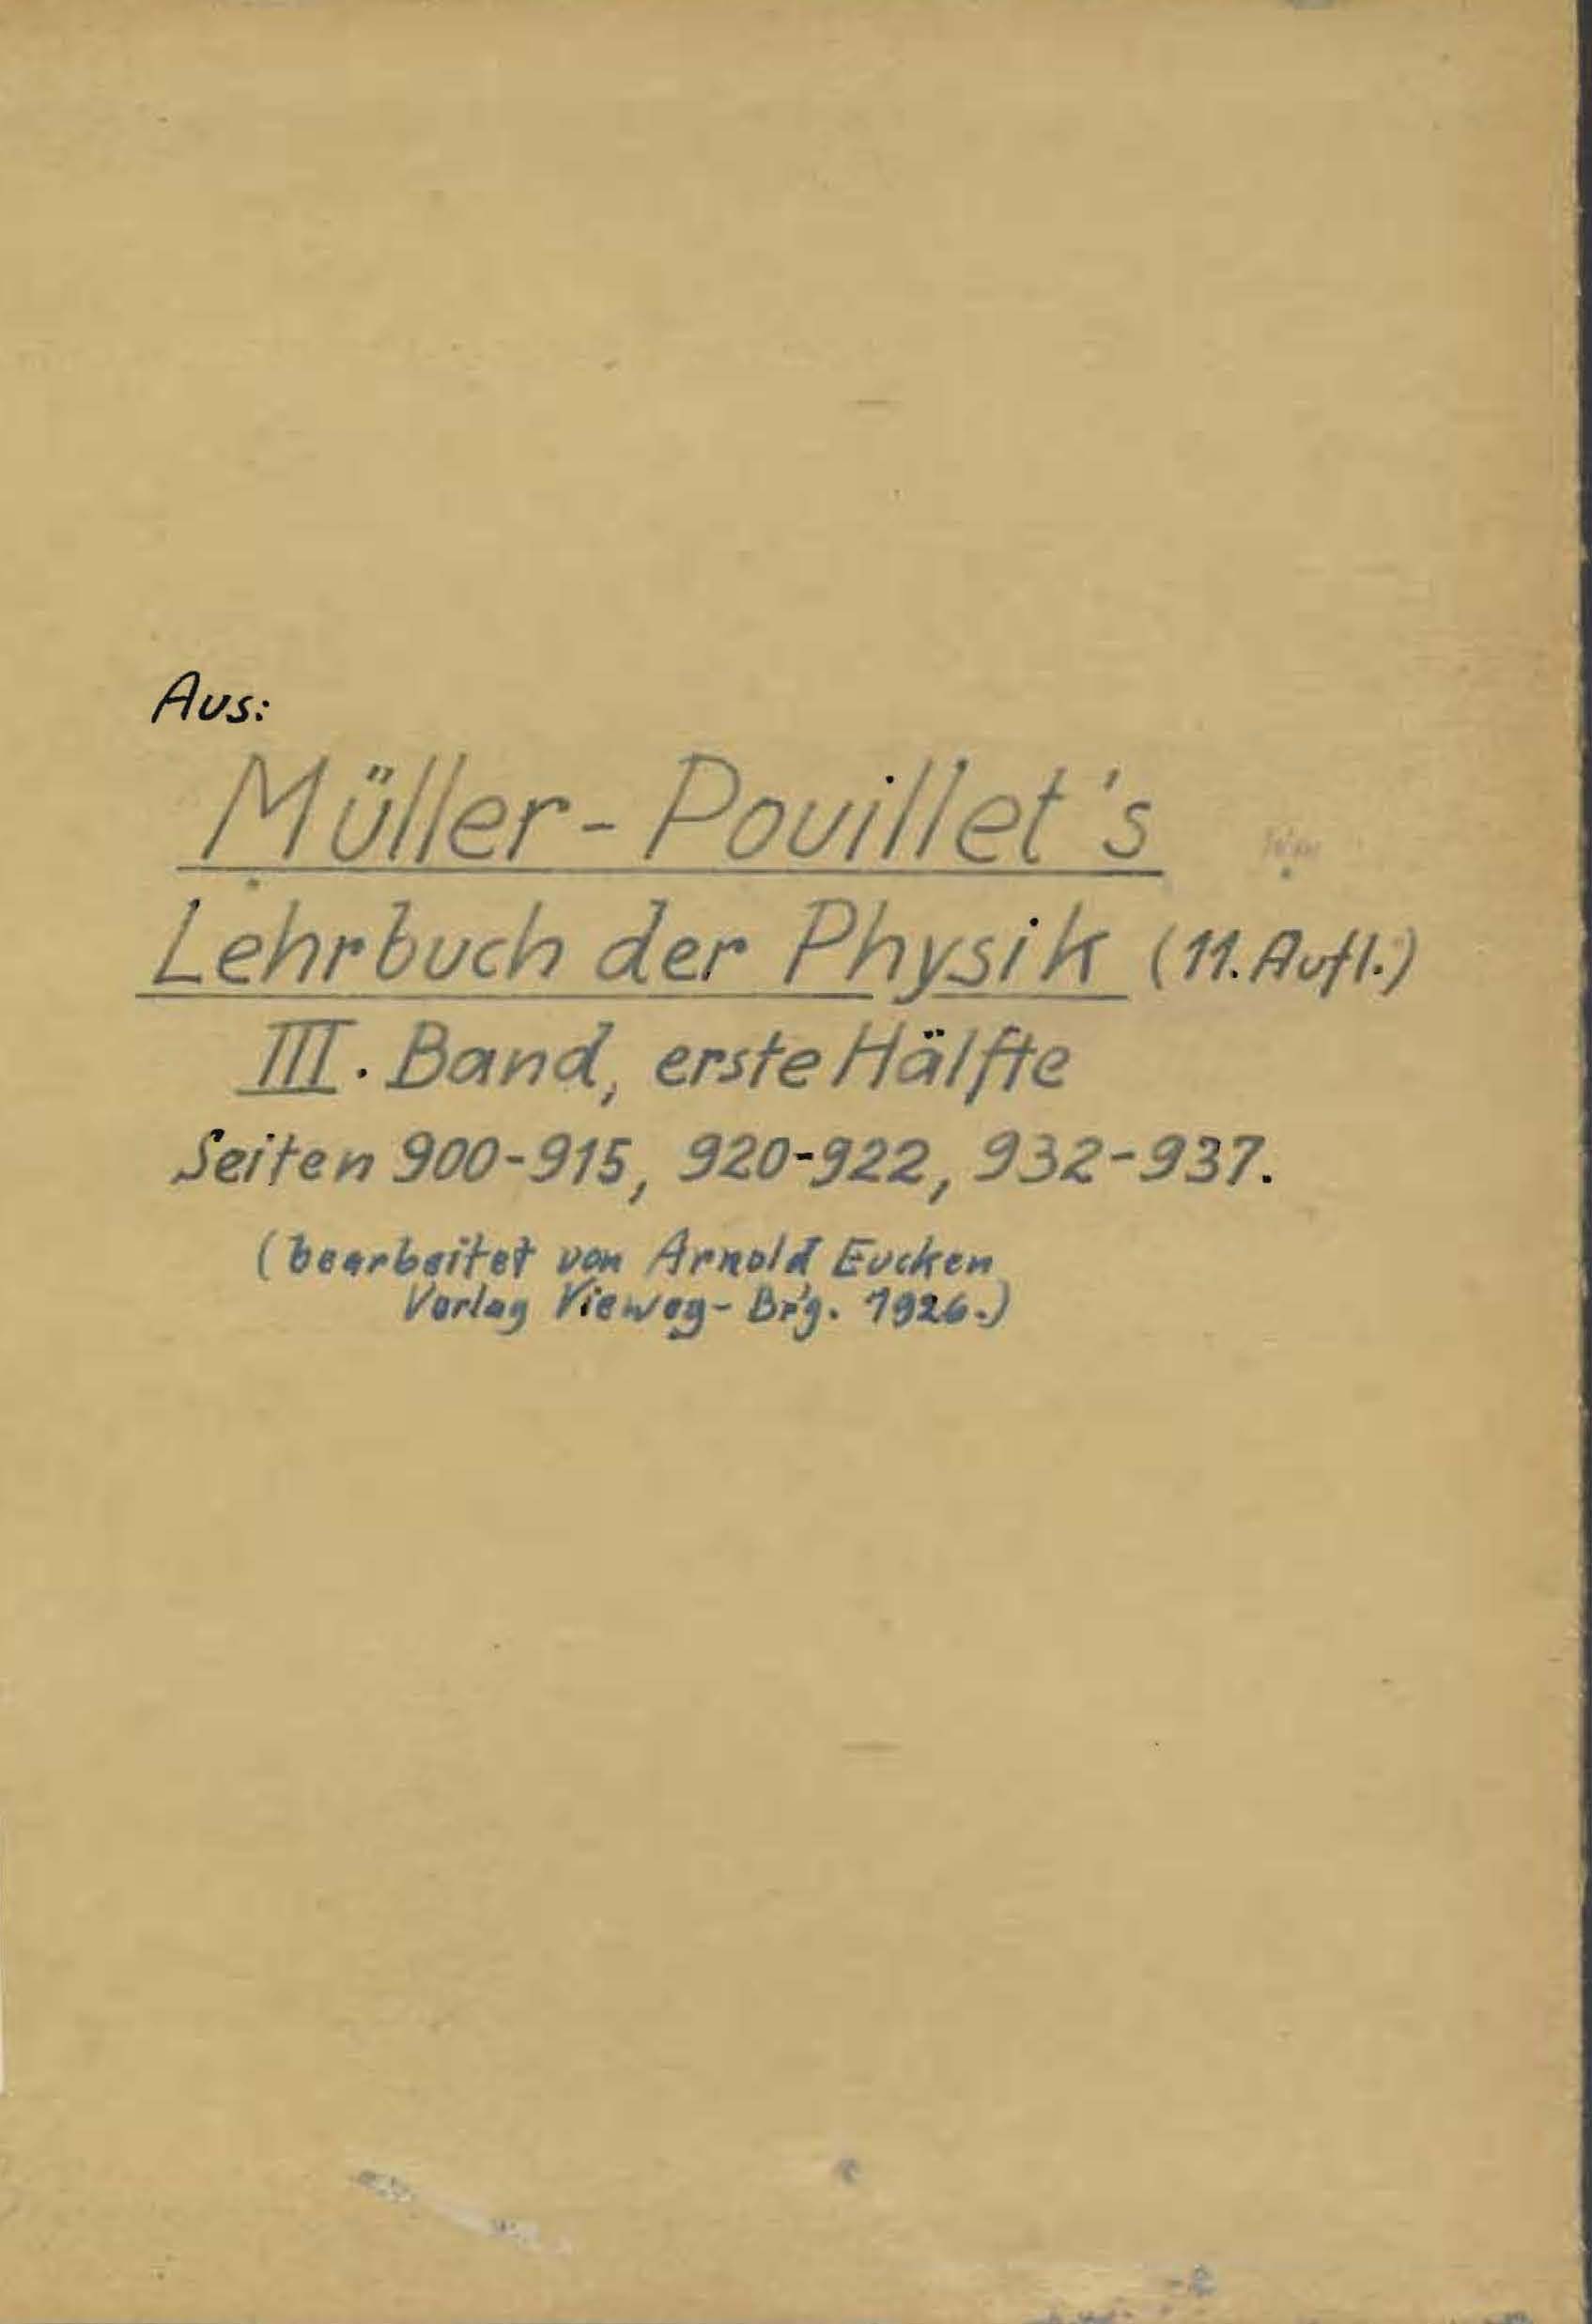 Aus:
Müller-Pouillet's
Lehrbuch der Physik (11. Aufl.)
III. Band, erste Hälfte
Seiten 900-915, 920-922, 932-937.
(bearbeitet von Arnold Eucken
Verlag Vieweg- Br'g. 1926.)